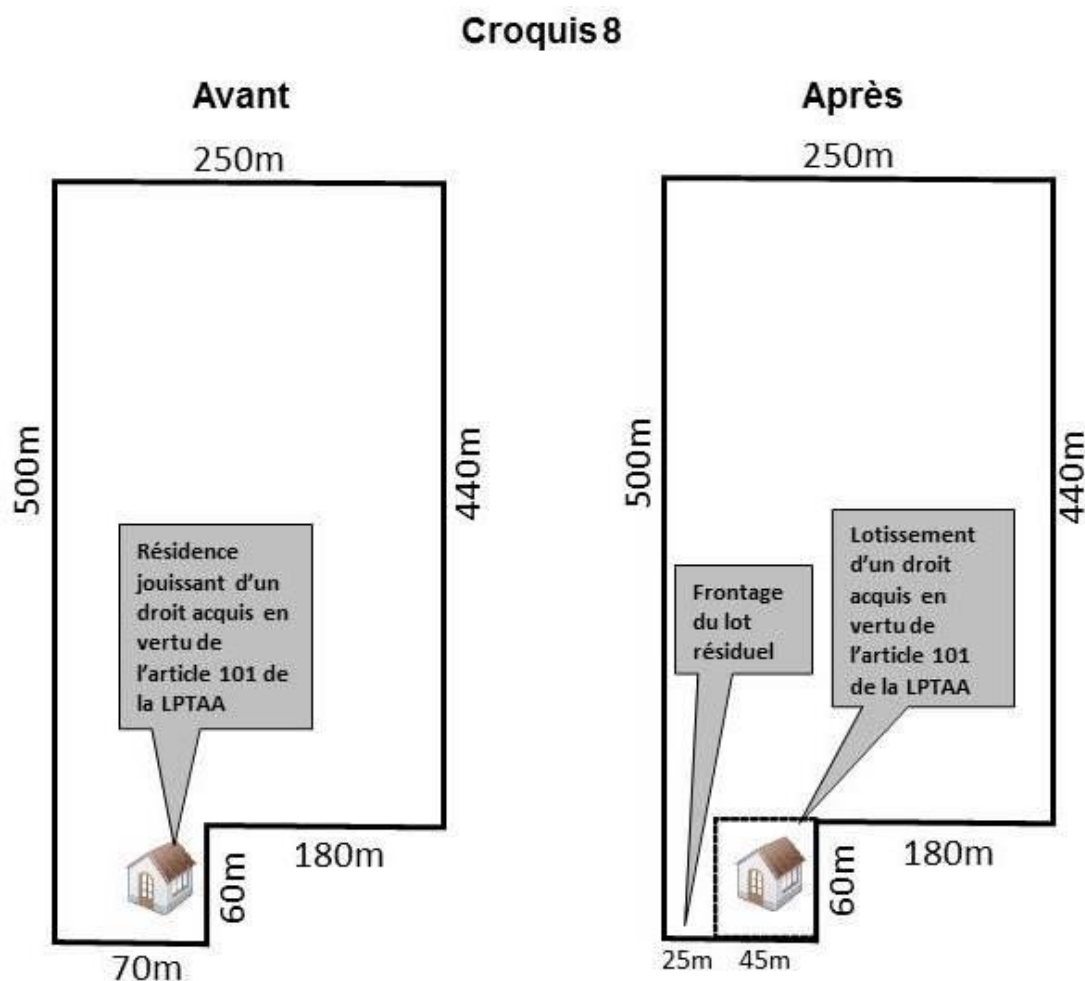 Croquis 8
Avant
250m
500m
440m
Résidence
jouissant d’un
droit acquis en
vertu de
l’article 101 de
la LPTAA
180m
60m
70m
Après
250m
500m
440m
Lotissement
d’un droit
acquis en
vertu de
l’article 101
de la LPTAA
Frontage
du lot
résiduel
180m
60m
25m
45m